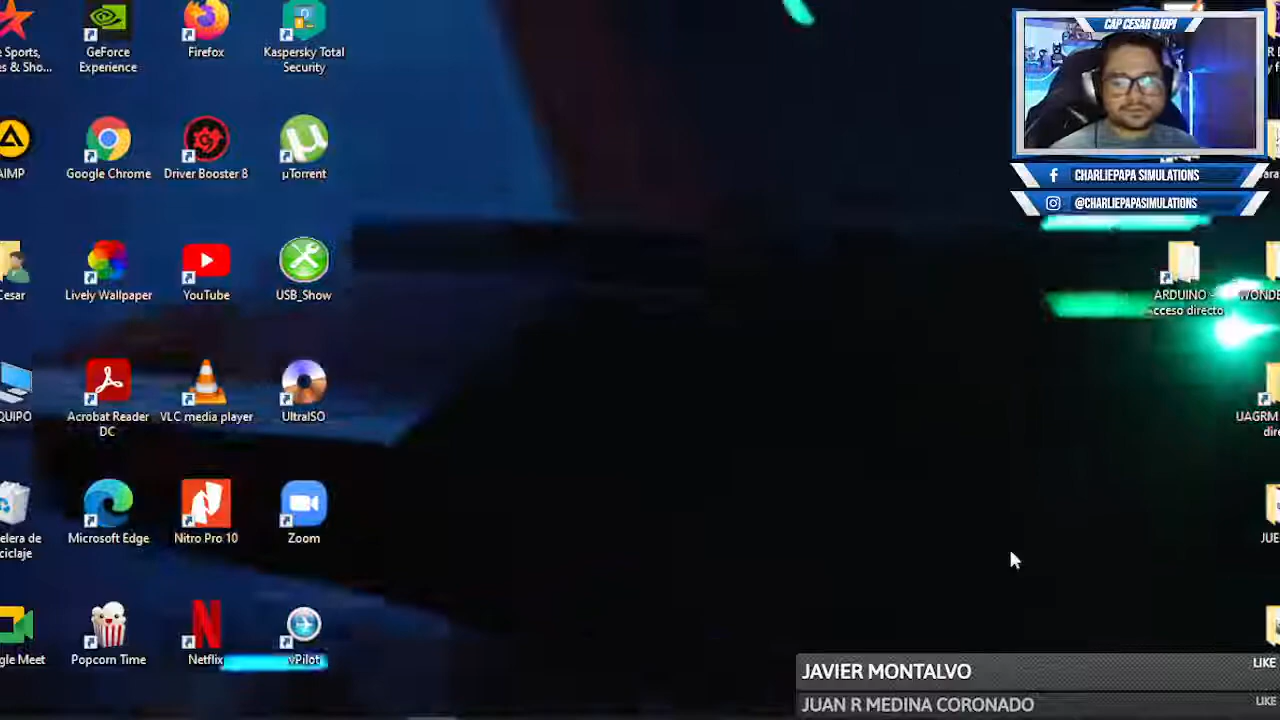 e Sports,
es & Sho...
GeForce
Experience
Firefox
Kaspersky Total
Security
CAP CESAR OJOPI
AIMP
Google Chrome
Driver Booster 8
µTorrent
CHARLIEPAPA SIMULATIONS
@CHARLIEPAPASIMULATIONS
Cesar
Lively Wallpaper
YouTube
USB_Show
ARDUINO -
cceso directo
WONDE
QUIPO
Acrobat Reader
DC
VLC media player
UltraISO
UAGRM
dire
elera de
ciclaje
Microsoft Edge
Nitro Pro 10
Zoom
JUE
gle Meet
Popcorn Time
Netflix
vPilot
JAVIER MONTALVO
LIKE
JUAN R MEDINA CORONADO
LIKE